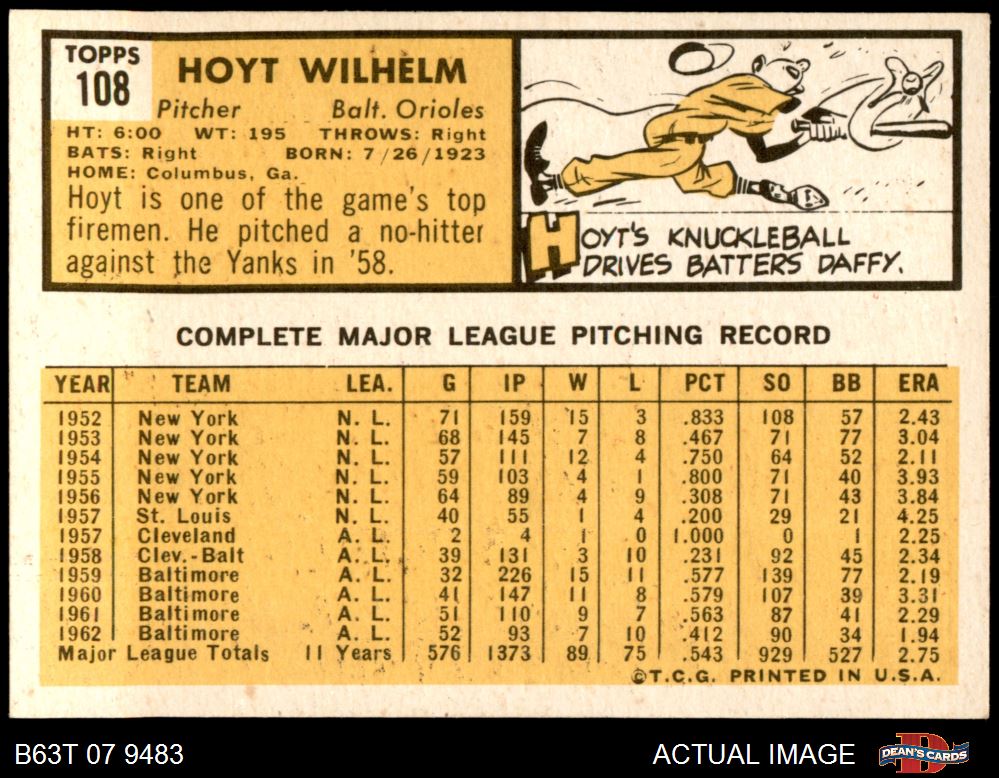 TOPPS
108
HOYT WILHELM
Pitcher Balt. Orioles
HT: 6:00 WT: 195 THROWS: Right
BATS: Right BORN: 7/26/1923
HOME: Columbus, Ga.
Hoyt is one of the game's top
firemen. He pitched a no-hitter
against the Yanks in '58.
HOYT'S KNUCKLEBALL
DRIVES BATTERS DAFFY.
COMPLETE MAJOR LEAGUE PITCHING RECORD
YEAR TEAM LEA. G IP W L PCT SO BB ERA
1952 New York N. L. 71 159 15 3 .833 108 57 2.43
1953 New York N. L. 68 145 7 8 .467 71 77 3.04
1954 New York N. L. 57 111 12 4 .750 64 52 2.11
1955 New York N. L. 59 103 4 1 .800 71 40 3.93
1956 New York N. L. 64 89 4 9 .308 71 43 3.84
1957 St. Louis N. L. 40 55 1 4 .200 29 21 4.25
1957 Cleveland A. L. 2 4 1 0 1.000 0 1 2.25
1958 Clev.-Balt A. L. 39 131 3 10 .231 92 45 2.34
1959 Baltimore A. L. 32 226 15 11 .577 139 77 2.19
1960 Baltimore A. L. 41 147 11 8 .579 107 39 3.31
1961 Baltimore A. L. 51 110 9 7 .563 87 41 2.29
1962 Baltimore A. L. 52 93 7 10 .412 90 34 1.94
Major League Totals 11 Years 576 1373 89 75 .543 929 527 2.75
©T.C.G. PRINTED IN U.S.A.
B63T 07 9483 ACTUAL IMAGE D DEAN'S CARDS